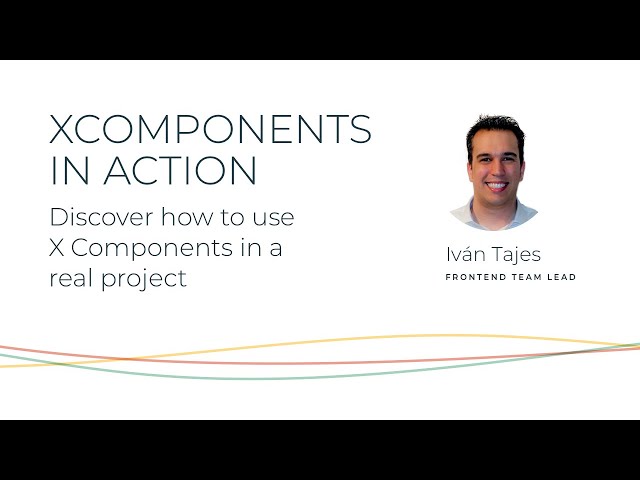 XCOMPONENTS
IN ACTION
Discover how to use
X Components in a
real project
Iván Tajes
FRONTEND TEAM LEAD